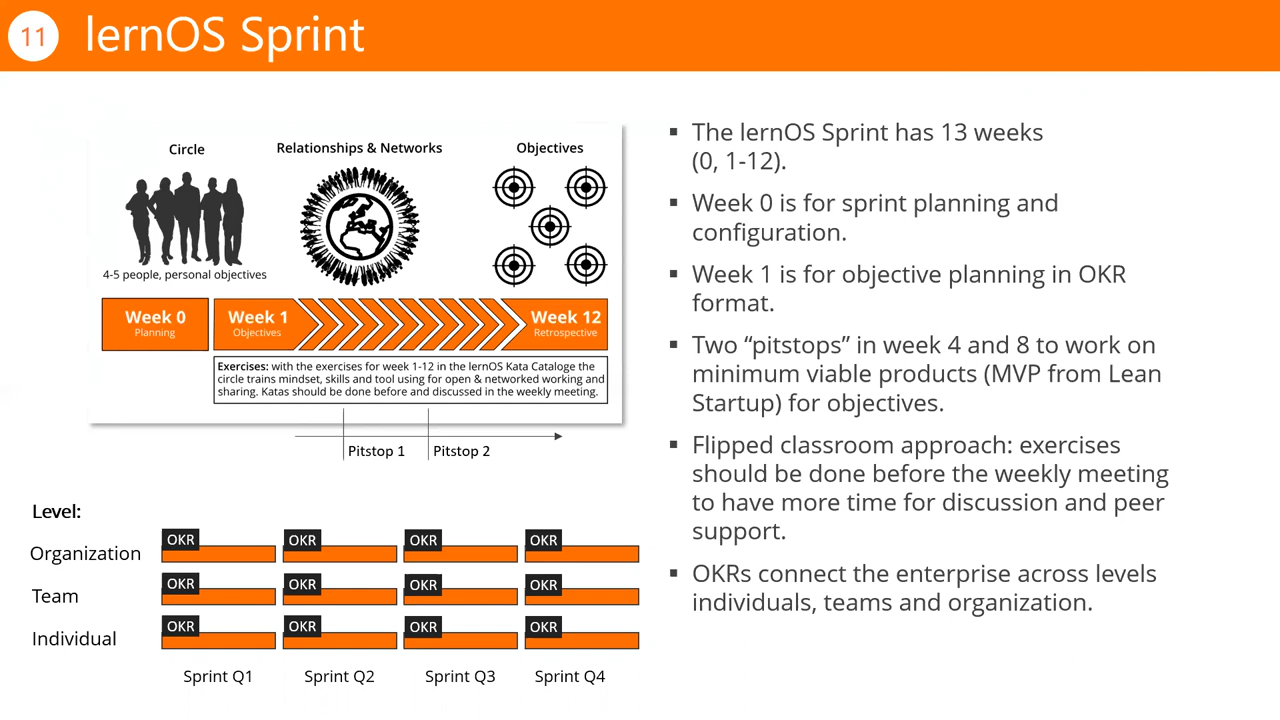 11 lernOS Sprint
Circle
Relationships & Networks
Objectives
4-5 people, personal objectives
Week 0
Planning
Week 1
Objectives
Week 12
Retrospective
Exercises: with the exercises for week 1-12 in the lernOS Kata Cataloge the
circle trains mindset, skills and tool using for open & networked working and
sharing. Katas should be done before and discussed in the weekly meeting.
Pitstop 1
Pitstop 2
Level:
Organization OKR OKR OKR OKR
Team OKR OKR OKR OKR
Individual OKR OKR OKR OKR
Sprint Q1 Sprint Q2 Sprint Q3 Sprint Q4
▪ The lernOS Sprint has 13 weeks
(0, 1-12).
▪ Week 0 is for sprint planning and
configuration.
▪ Week 1 is for objective planning in OKR
format.
▪ Two “pitstops” in week 4 and 8 to work on
minimum viable products (MVP from Lean
Startup) for objectives.
▪ Flipped classroom approach: exercises
should be done before the weekly meeting
to have more time for discussion and peer
support.
▪ OKRs connect the enterprise across levels
individuals, teams and organization.